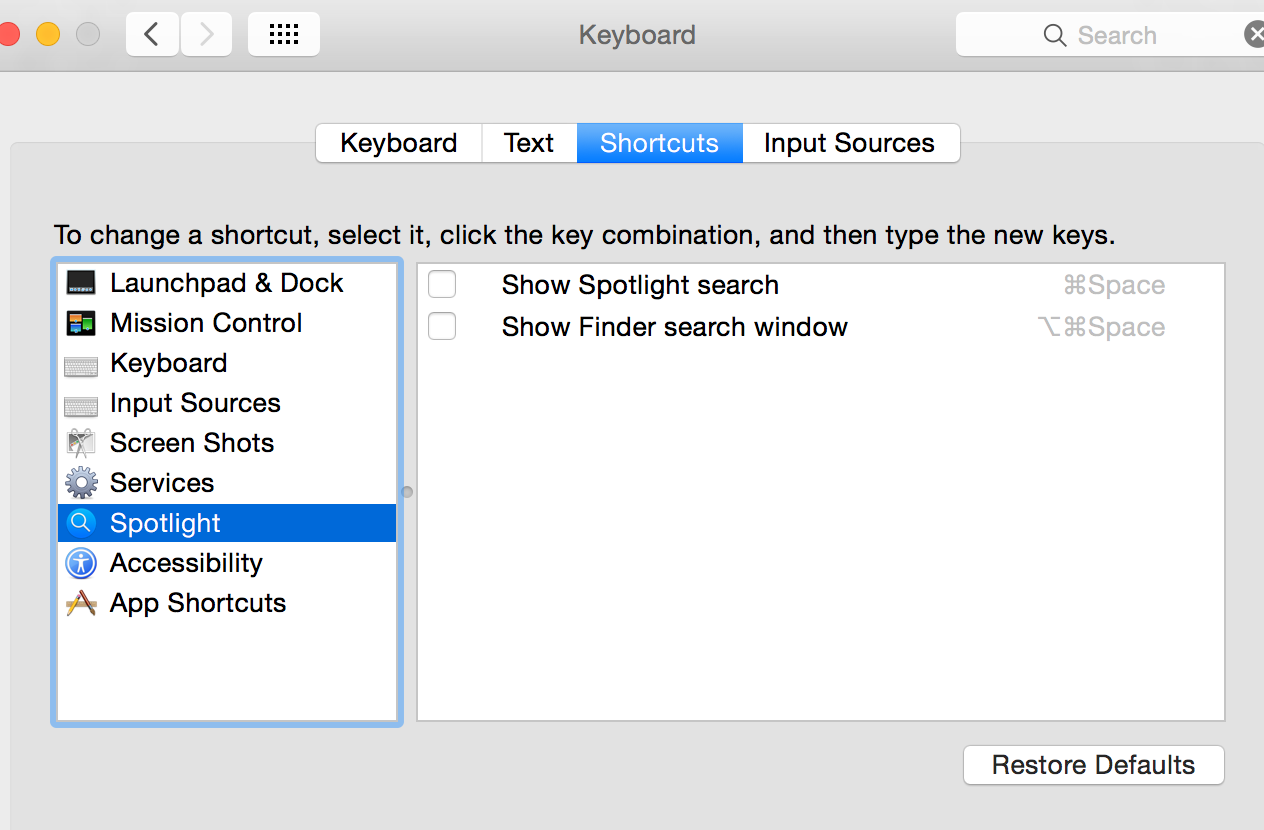 Keyboard
Search
Keyboard Text Shortcuts Input Sources
To change a shortcut, select it, click the key combination, and then type the new keys.
Launchpad & Dock
Mission Control
Keyboard
Input Sources
Screen Shots
Services
Spotlight
Accessibility
App Shortcuts
Show Spotlight search ⌘Space
Show Finder search window ⌥⌘Space
Restore Defaults